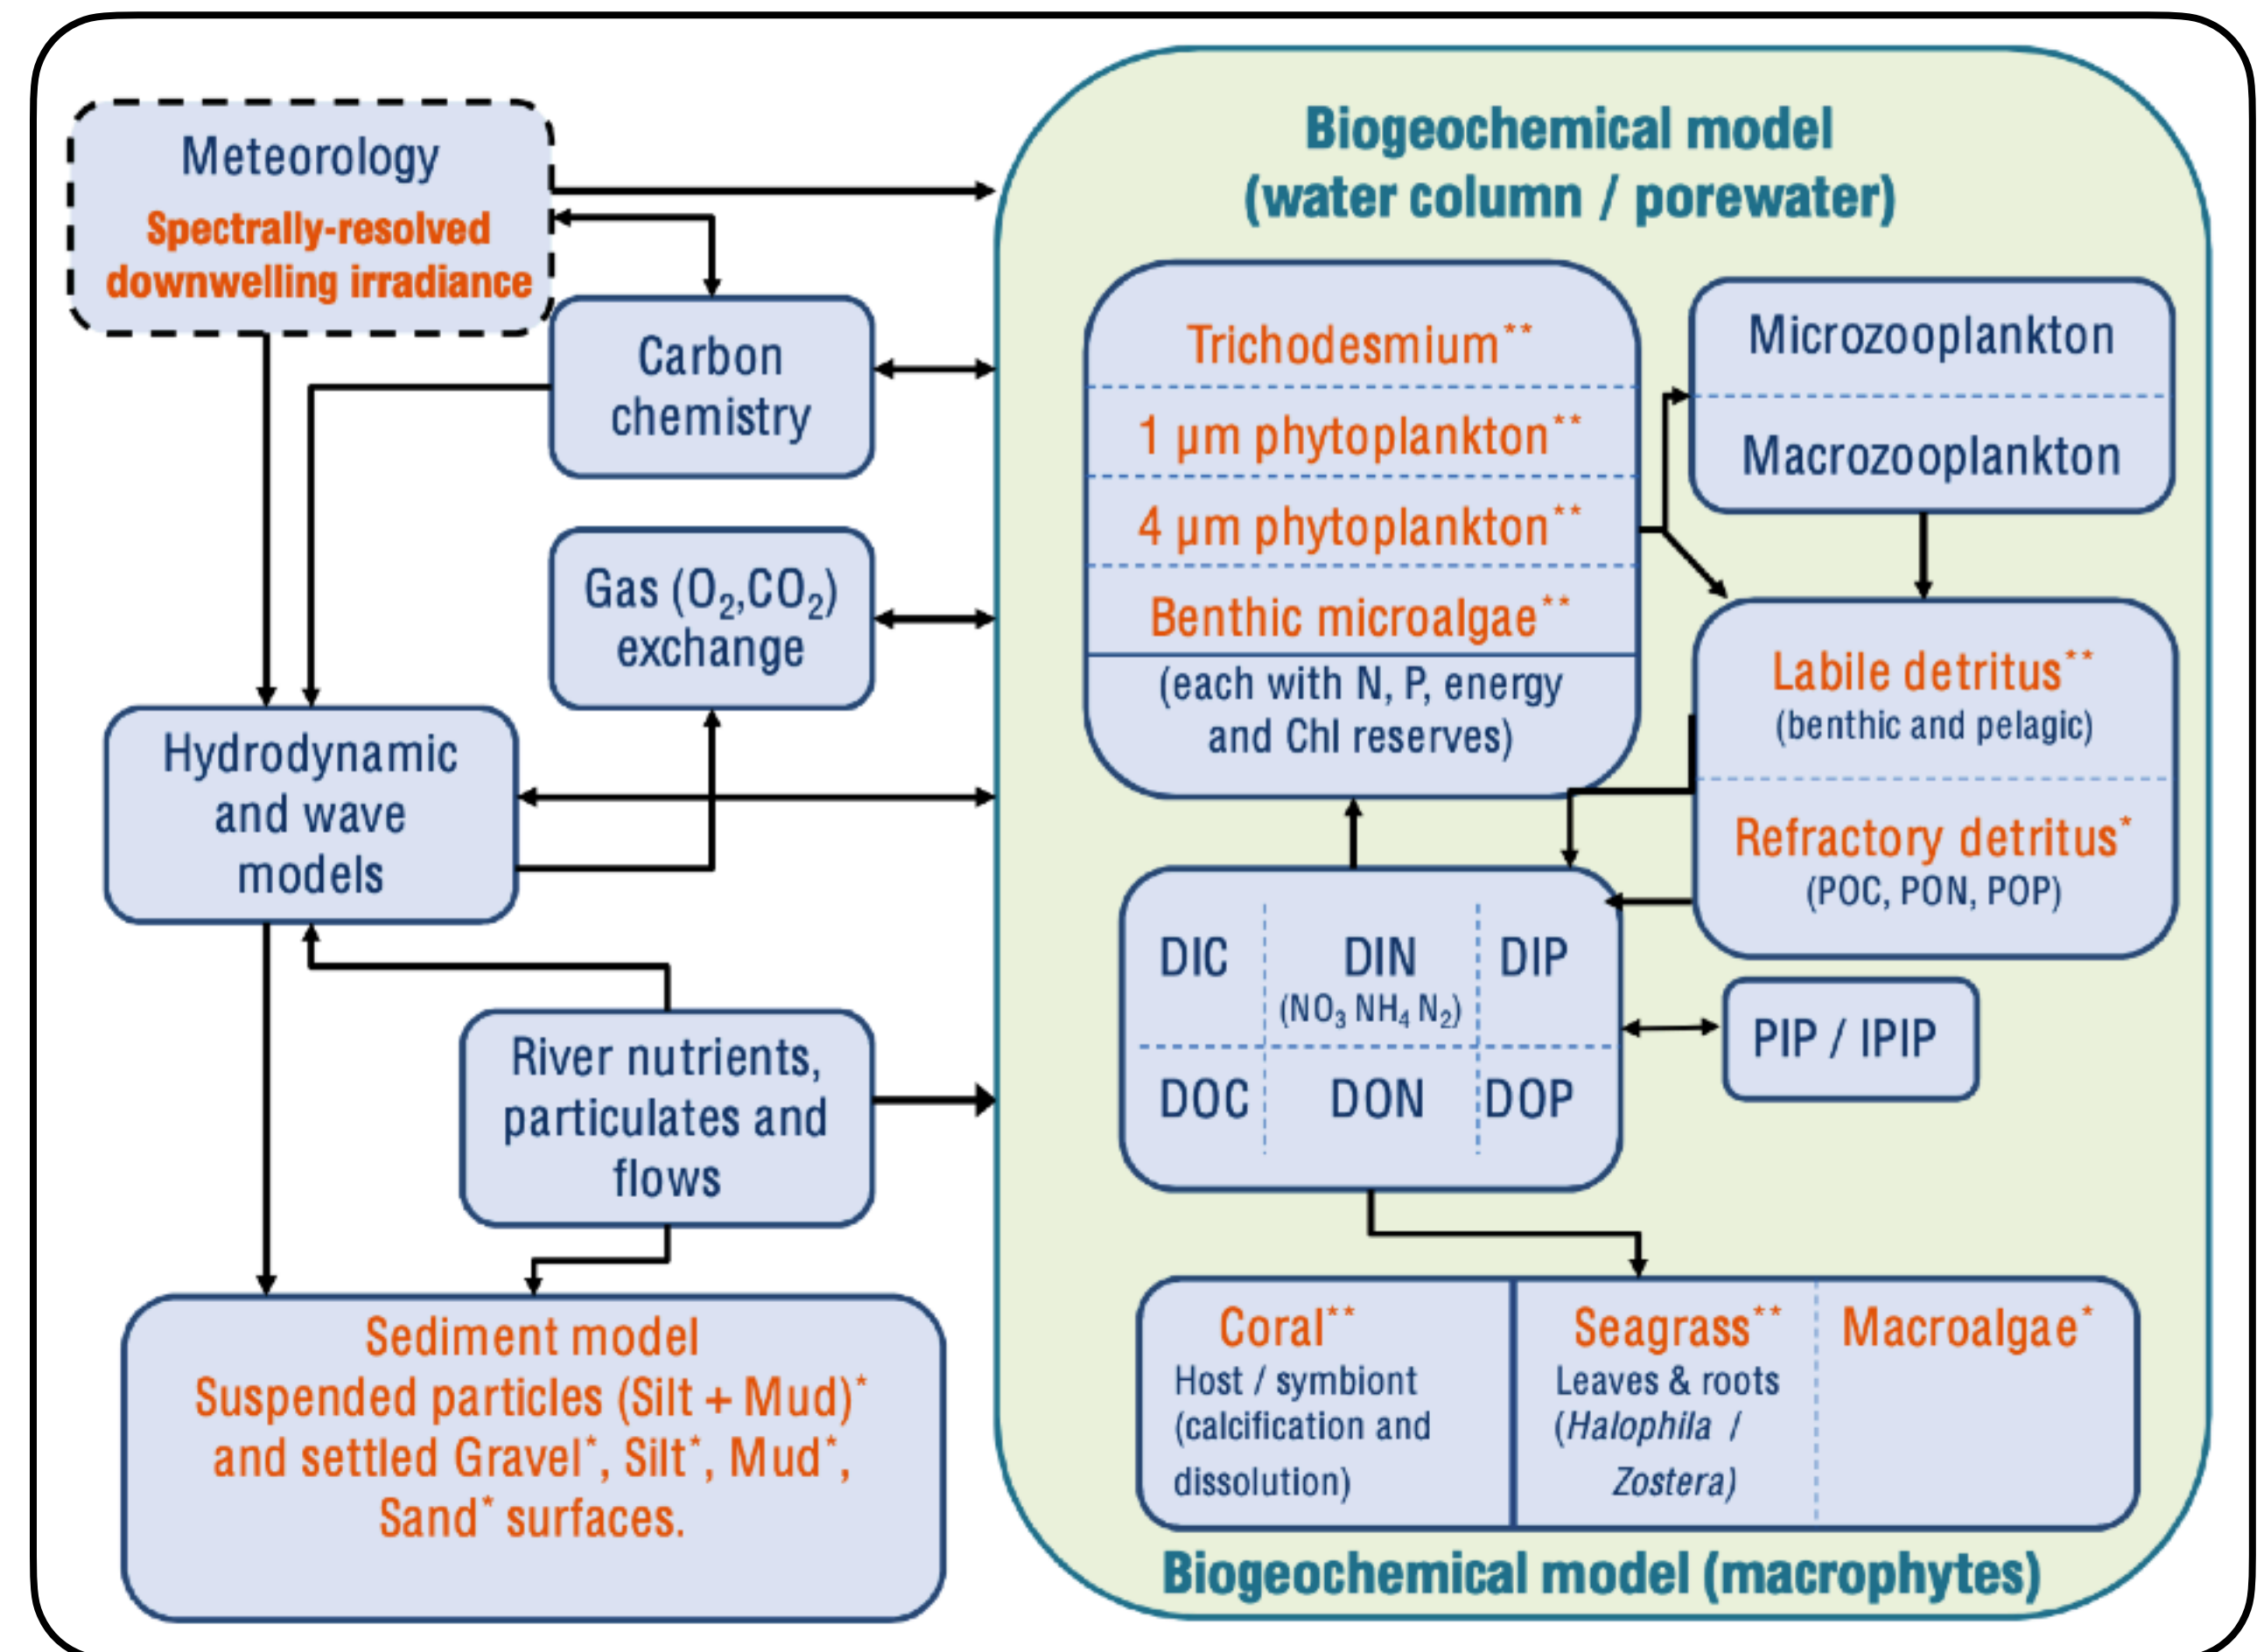 Meteorology
Spectrally-resolved
downwelling irradiance
Carbon
chemistry
Gas (O₂,CO₂)
exchange
Hydrodynamic
and wave
models
River nutrients,
particulates and
flows
Sediment model
Suspended particles (Silt + Mud)*
and settled Gravel*, Silt*, Mud*,
Sand* surfaces.
Biogeochemical model
(water column / porewater)
Trichodesmium**
1 µm phytoplankton**
4 µm phytoplankton**
Benthic microalgae**
(each with N, P, energy
and Chl reserves)
Microzooplankton
Macrozooplankton
Labile detritus**
(benthic and pelagic)
Refractory detritus*
(POC, PON, POP)
DIC
DIN
(NO₃ NH₄ N₂)
DIP
DOC
DON
DOP
PIP / IPIP
Coral**
Host / symbiont
(calcification and
dissolution)
Seagrass**
Leaves & roots
(Halophila /
Zostera)
Macroalgae*
Biogeochemical model (macrophytes)